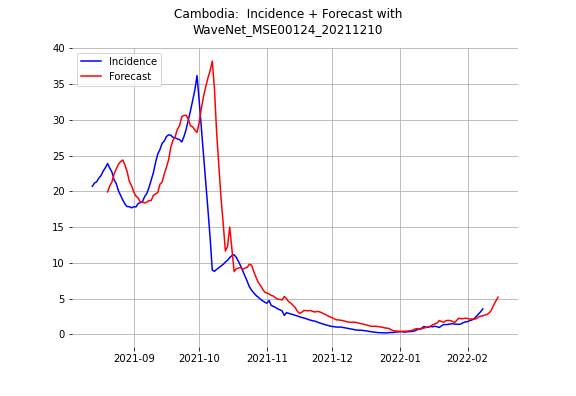 Cambodia:  Incidence + Forecast with
WaveNet_MSE00124_20211210
Incidence
Forecast
40
35
30
25
20
15
10
5
0
2021-09 2021-10 2021-11 2021-12 2022-01 2022-02